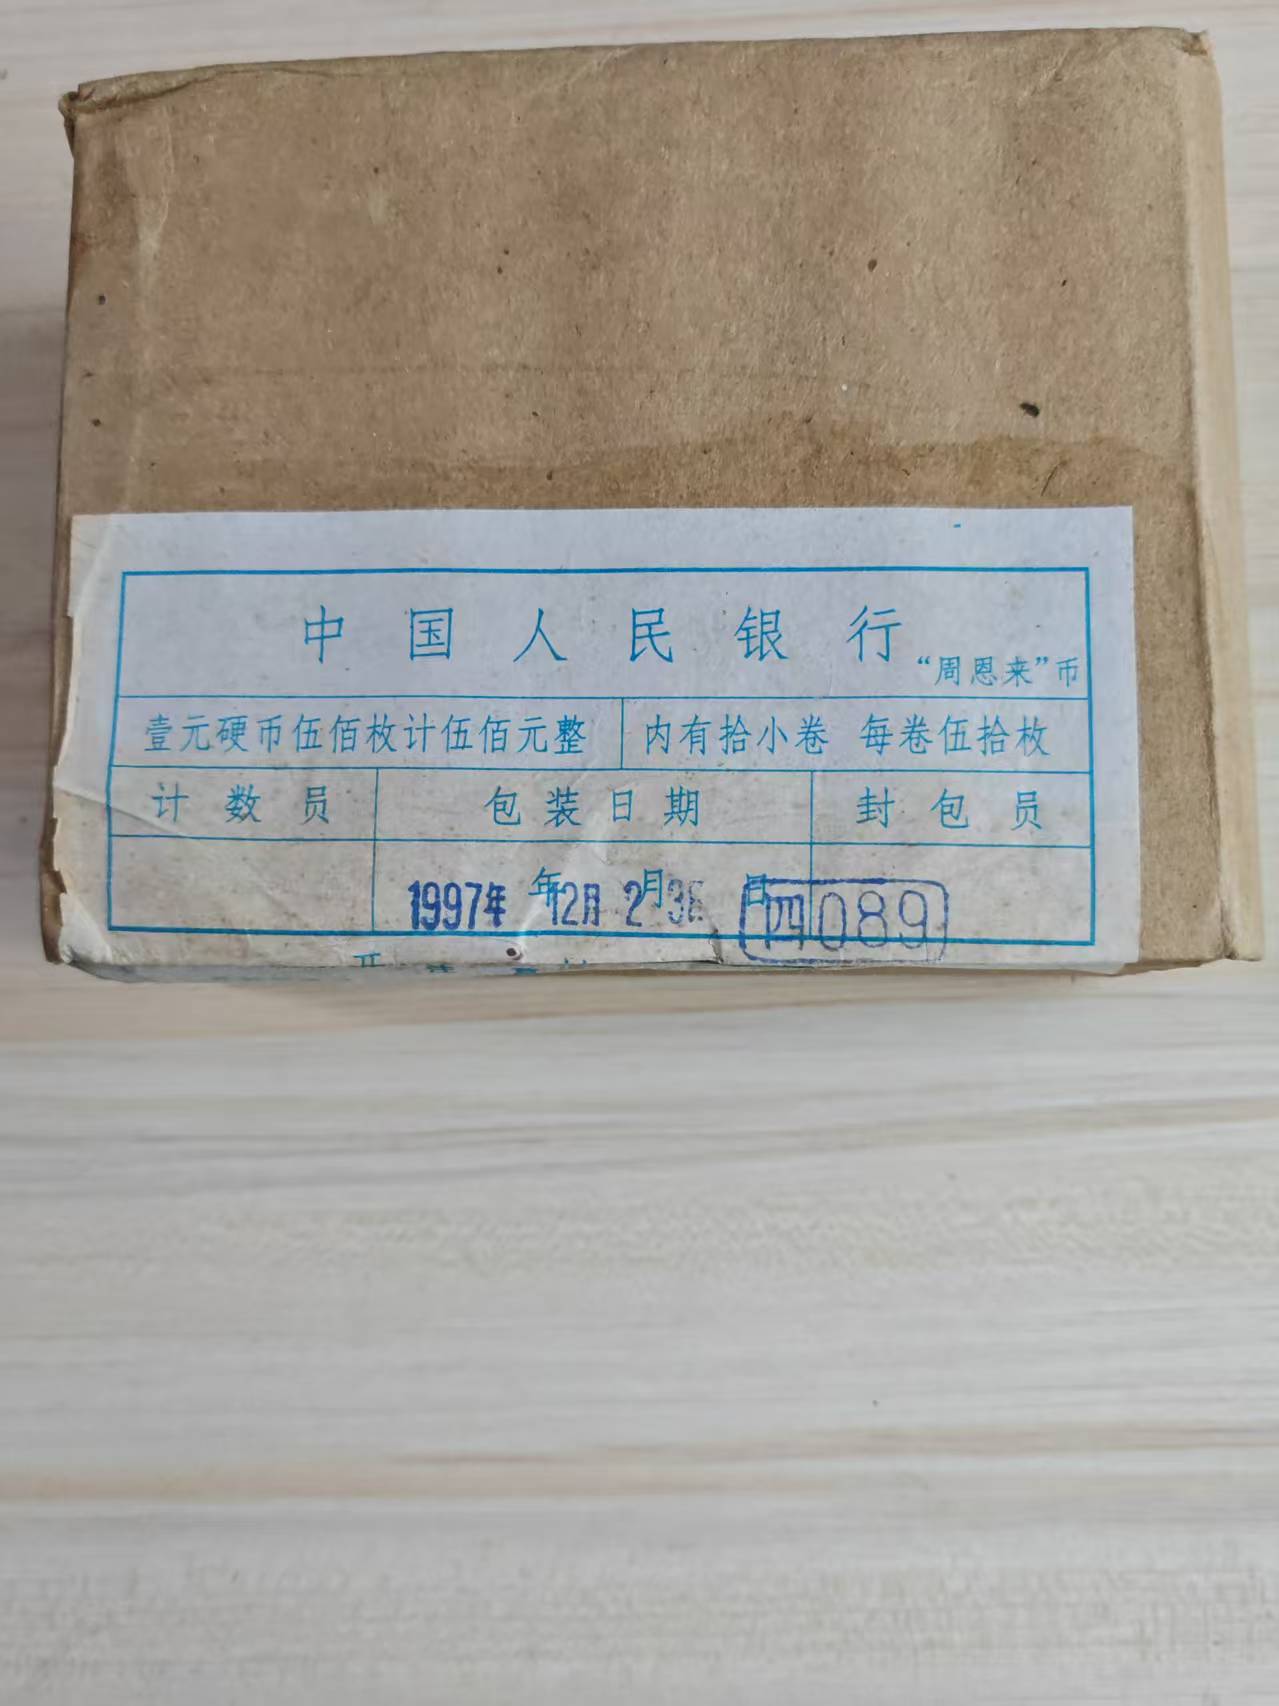 中国人民银行 “周恩来”币
壹元硬币伍佰枚计伍佰元整 内有拾小卷 每卷伍拾枚
计数员 包装日期 封包员
年 月 日
1997年 12月 四089